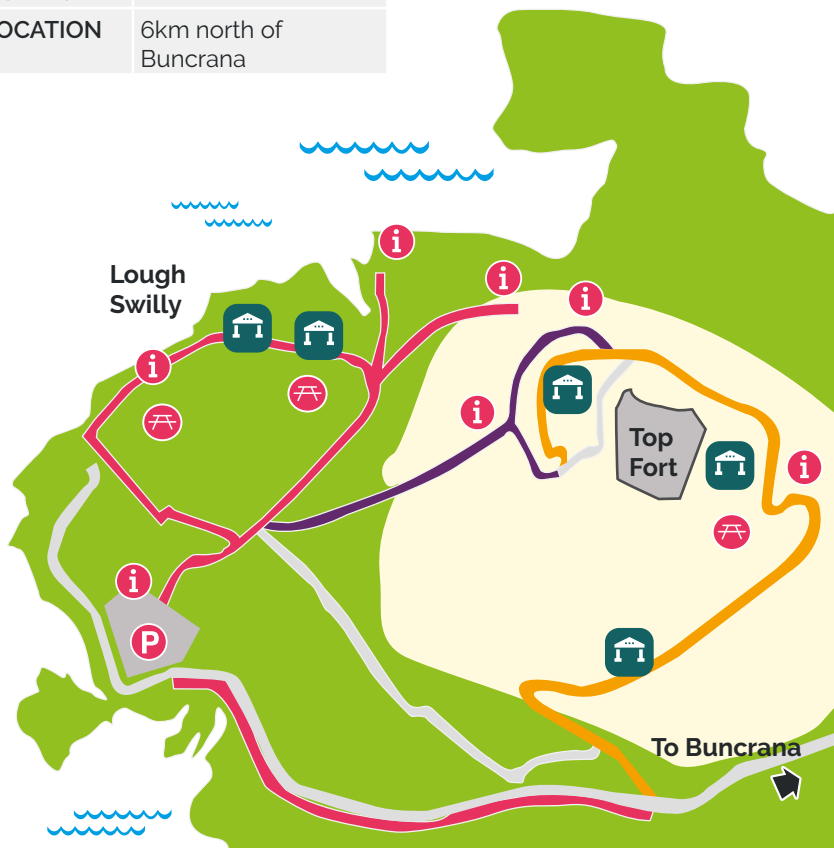 OCATION
6km north of
Buncrana
i
i
i
Lough
Swilly
i
i
Top
Fort
i
i
P
To Buncrana